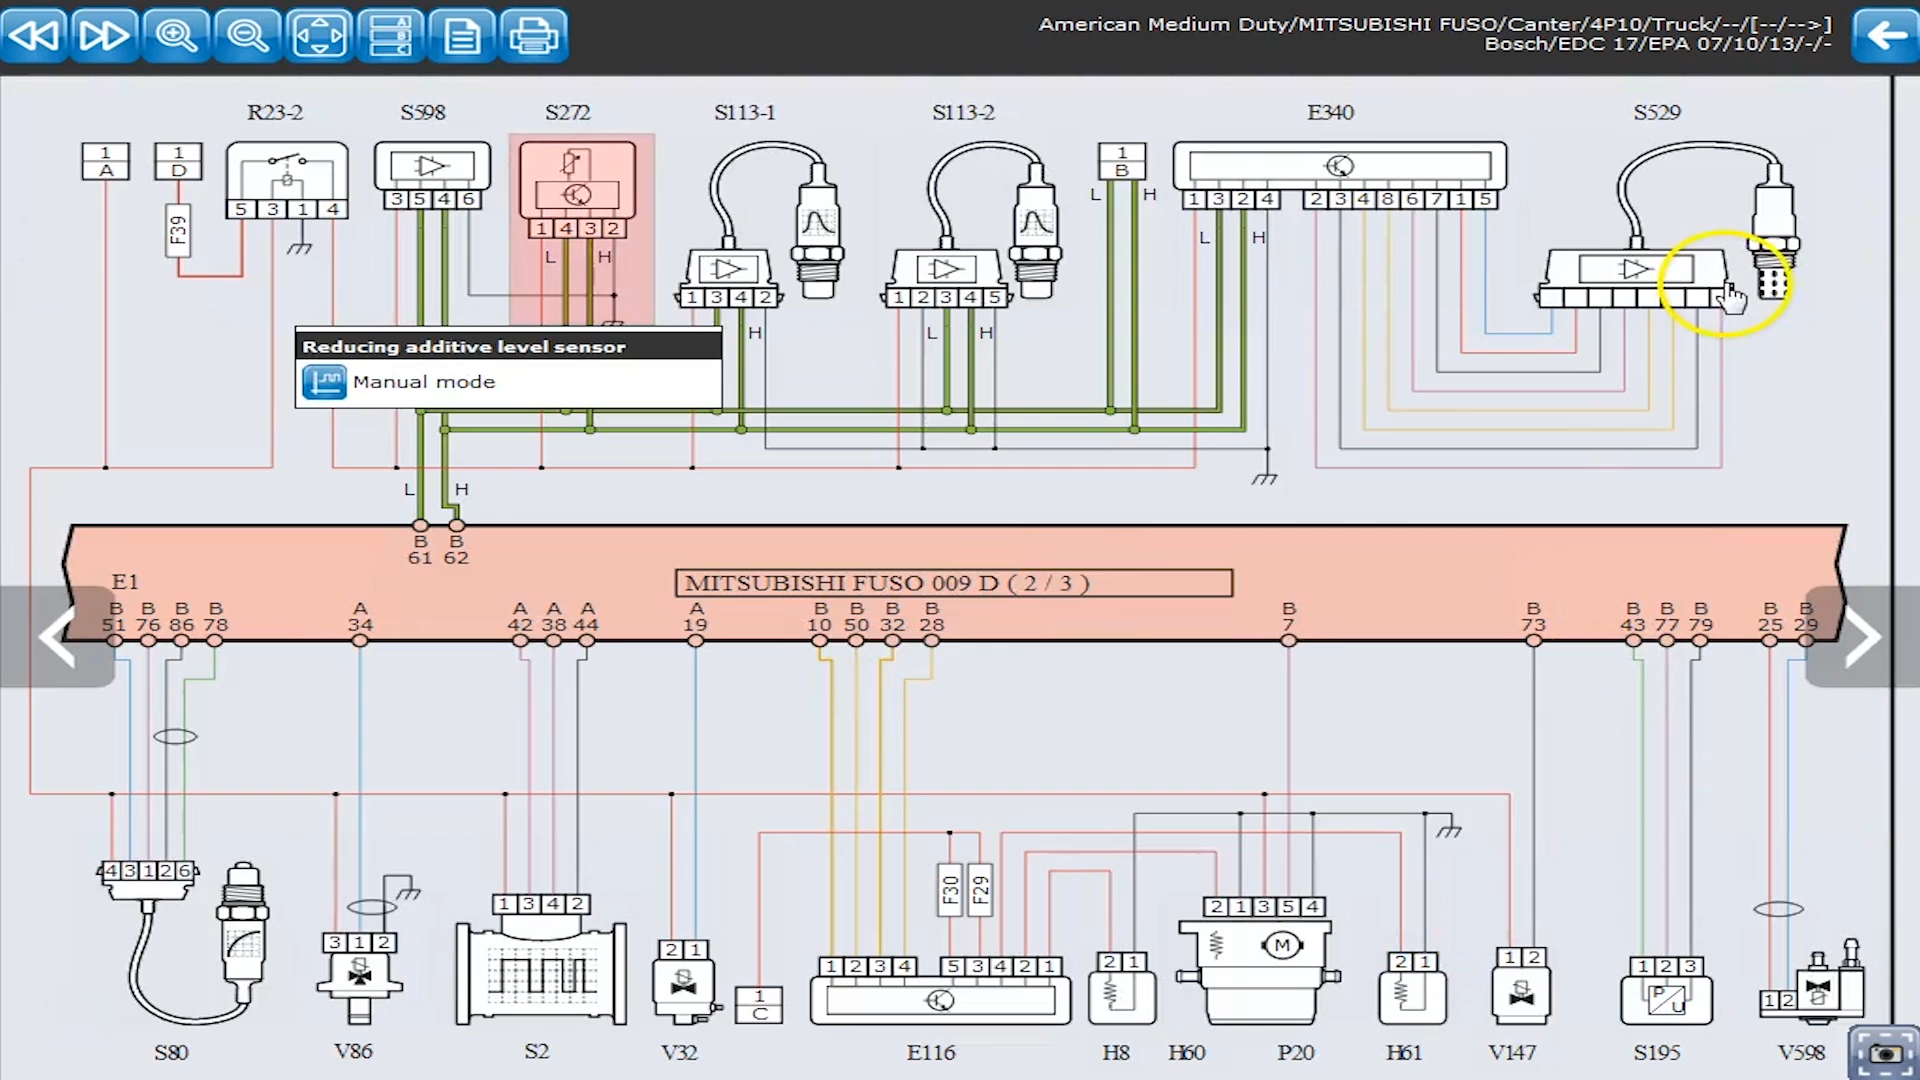 American Medium Duty/MITSUBISHI FUSO/Canter/4P10/Truck/--/[--/-->]
Bosch/EDC 17/EPA 07/10/13/-/-
A B C
R23-2 S598 S272 S113-1 S113-2 E340 S529
1 A
1 D
1 B
F39
5 3 1 4
3 5 4 6
1 4 3 2
1 3 2 4
2 3 4 8 6 7 1 5
L H
L H
L H
1 3 4 2
1 2 3 4 5
H
L H
Reducing additive level sensor
Manual mode
L H
B 61
B 62
E1
MITSUBISHI FUSO 009 D ( 2 / 3 )
B B B B A A A A A B B B B B B B B B B B
51 76 86 78 34 42 38 44 19 10 50 32 28 7 73 43 77 79 25 29
F30 F29
4 3 1 2 6
3 1 2
1 3 4 2
2 1
1 C
1 2 3 4
5 3 4 2 1
2 1
2 1 3 5 4
M
2 1
1 2
1 2 3
P U
1 2
S80 V86 S2 V32 E116 H8 H60 P20 H61 V147 S195 V598